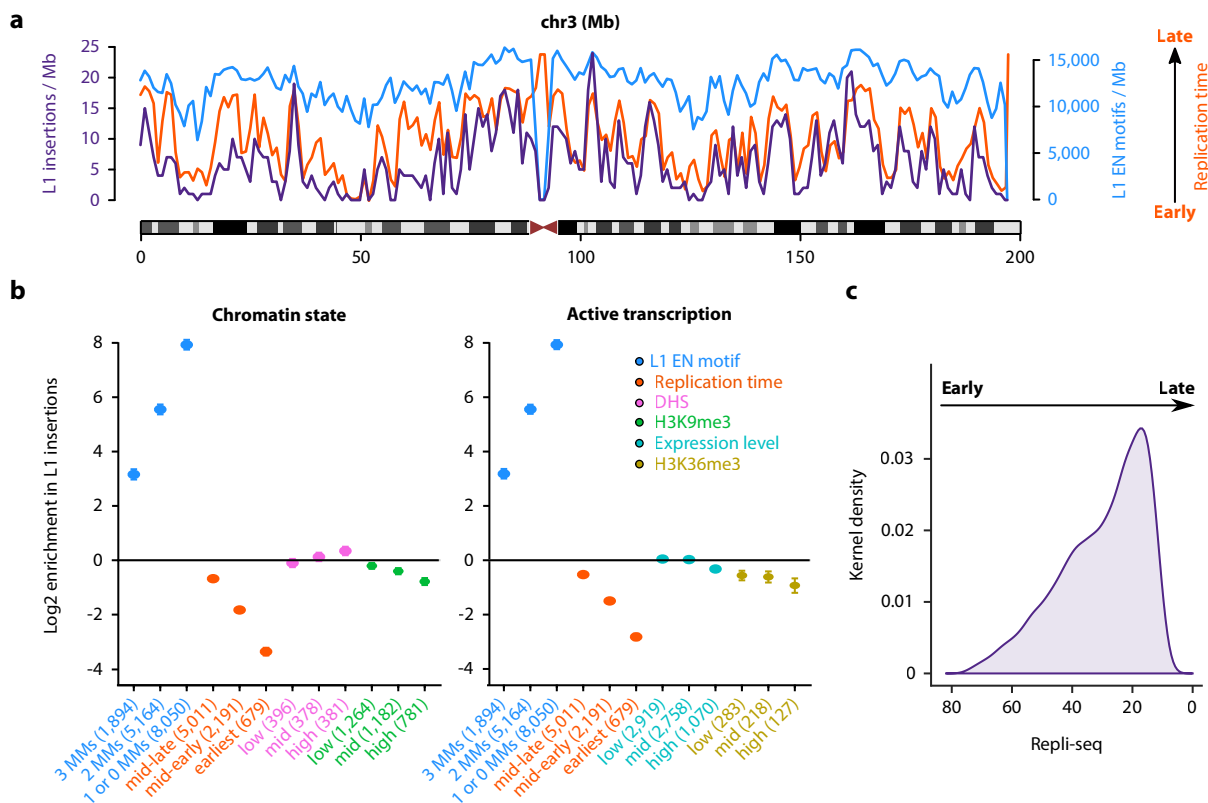 a
chr3 (Mb)
L1 insertions / Mb
25
20
15
10
5
0
15,000
10,000
5,000
0
L1 EN motifs / Mb
Late
Replication time
Early
0
50
100
150
200
b
Chromatin state
Active transcription
Log2 enrichment in L1 insertions
8
6
4
2
0
-2
-4
8
6
4
2
0
-2
-4
L1 EN motif
Replication time
DHS
H3K9me3
Expression level
H3K36me3
3 MMs (1,894)
2 MMs (5,164)
1 or 0 MMs (8,050)
mid-late (5,011)
mid-early (2,191)
earliest (679)
low (396)
mid (378)
high (381)
low (1,264)
mid (1,182)
high (781)
3 MMs (1,894)
2 MMs (5,164)
1 or 0 MMs (8,050)
mid-late (5,011)
mid-early (2,191)
earliest (679)
low (2,919)
mid (2,758)
high (1,070)
low (283)
mid (218)
high (127)
c
Early
Late
Kernel density
0.03
0.02
0.01
0
80
60
40
20
0
Repli-seq